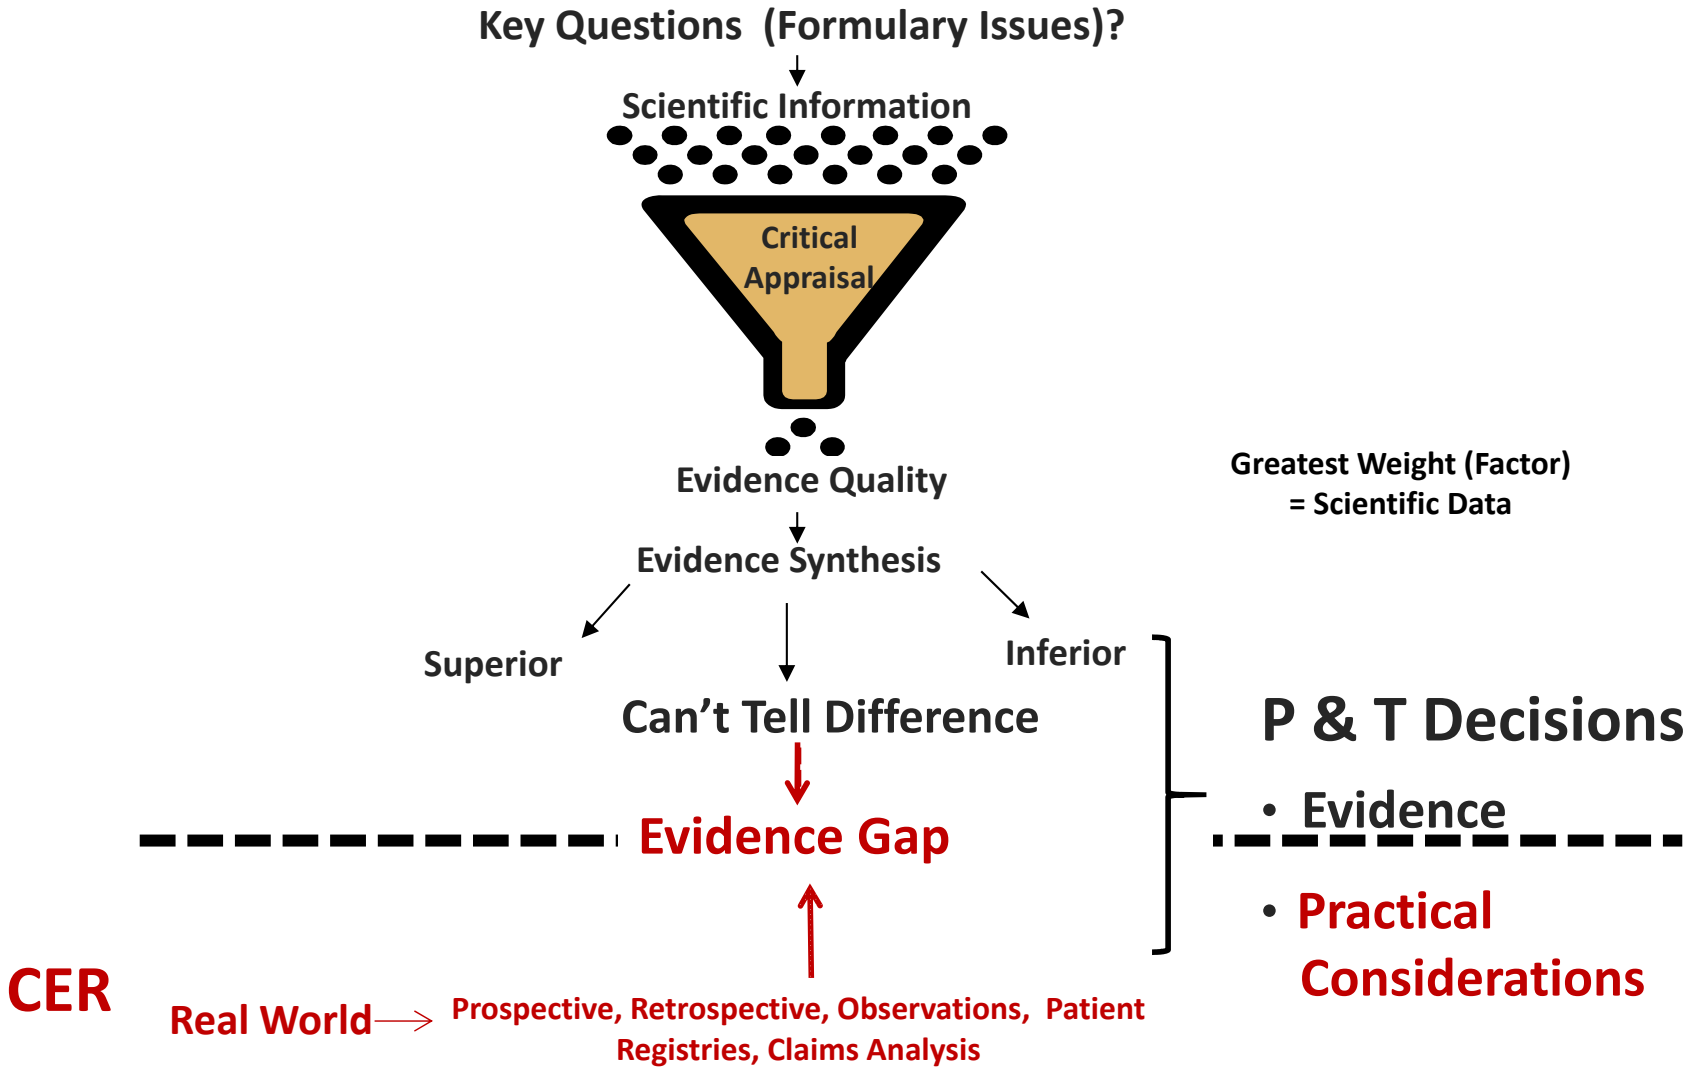 Key Questions  (Formulary Issues)?
Scientific Information
Critical
Appraisal
Evidence Quality
Greatest Weight (Factor)
= Scientific Data
Evidence Synthesis
Superior
Inferior
Can’t Tell Difference
P & T Decisions
• Evidence
Evidence Gap
• Practical
Considerations
CER
Real World
Prospective, Retrospective, Observations,  Patient
Registries, Claims Analysis